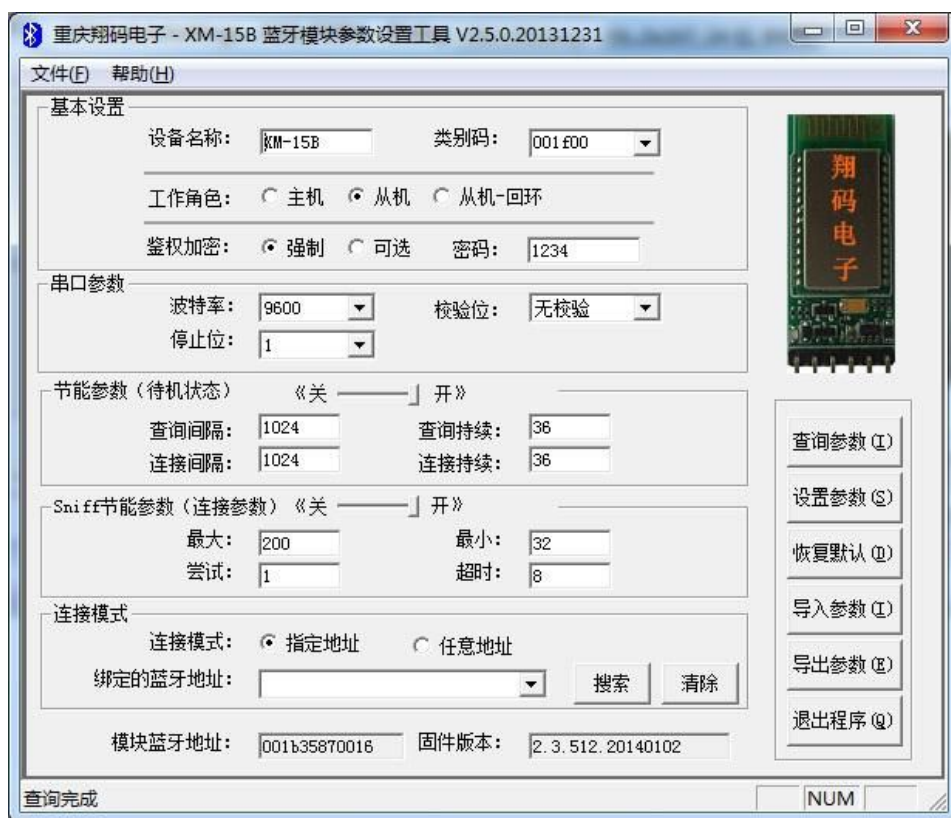 重庆翔码电子 - XM-15B 蓝牙模块参数设置工具 V2.5.0.20131231
文件(F) 帮助(H)
基本设置
设备名称： XM-15B 类别码： 001f00
工作角色： 主机 从机 从机-回环
鉴权加密： 强制 可选 密码： 1234
串口参数
波特率： 9600 校验位： 无校验
停止位： 1
节能参数（待机状态） 《关 开》
查询间隔： 1024 查询持续： 36
连接间隔： 1024 连接持续： 36
Sniff节能参数（连接参数） 《关 开》
最大： 200 最小： 32
尝试： 1 超时： 8
连接模式
连接模式： 指定地址 任意地址
绑定的蓝牙地址： 搜索 清除
模块蓝牙地址： 001b35870016 固件版本： 2.3.512.20140102
翔
码
电
子
查询参数(I)
设置参数(S)
恢复默认(D)
导入参数(I)
导出参数(E)
退出程序(Q)
查询完成 NUM